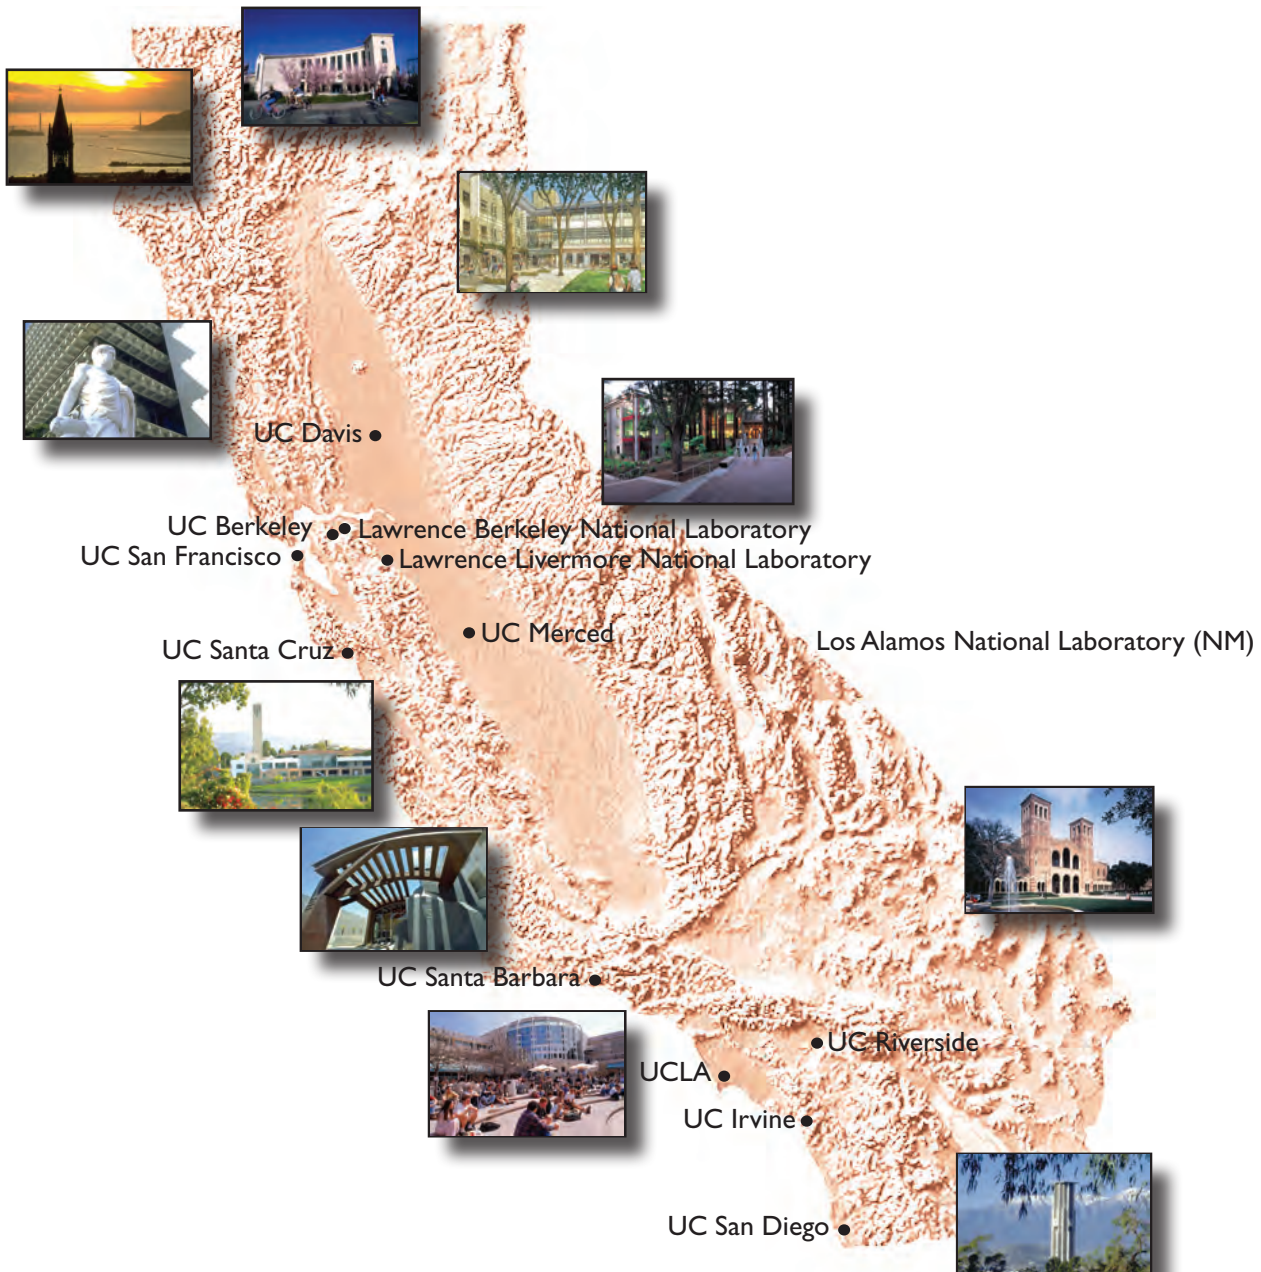 UC Davis
UC Berkeley
Lawrence Berkeley National Laboratory
UC San Francisco
Lawrence Livermore National Laboratory
UC Merced
Los Alamos National Laboratory (NM)
UC Santa Cruz
UC Santa Barbara
UC Riverside
UCLA
UC Irvine
UC San Diego